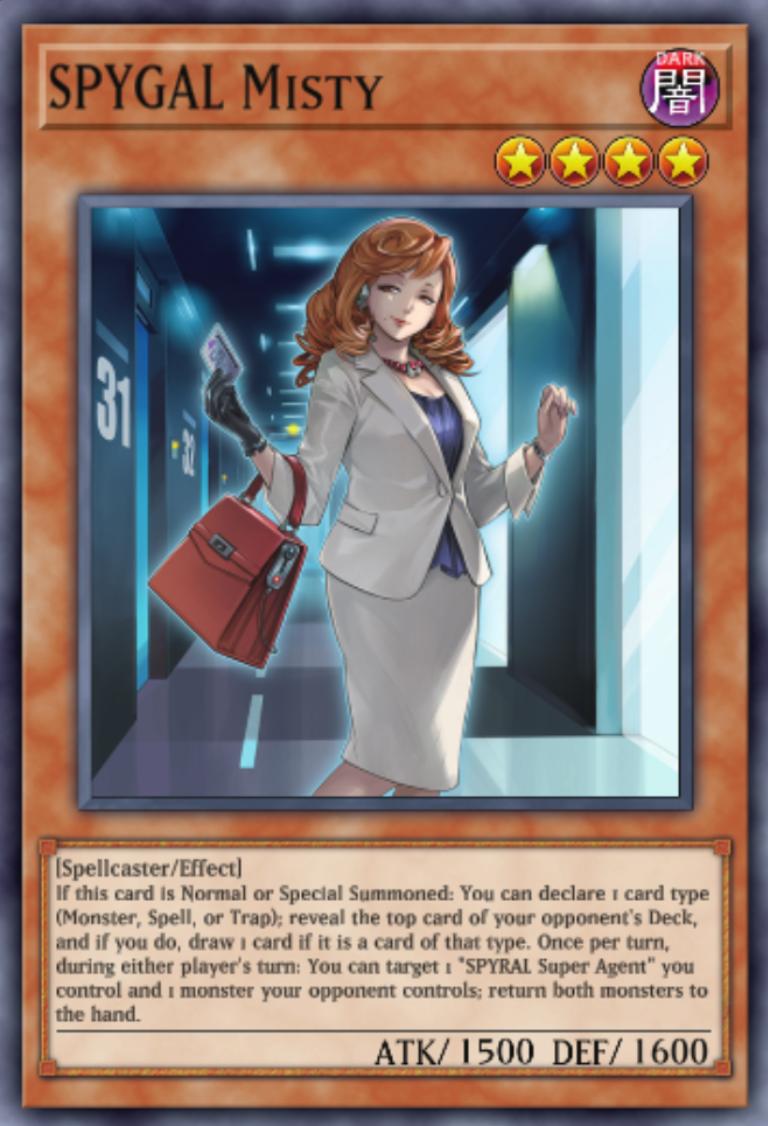 SPYGAL MISTY
DARK
闇
31
32
[Spellcaster/Effect]
If this card is Normal or Special Summoned: You can declare 1 card type
(Monster, Spell, or Trap); reveal the top card of your opponent's Deck,
and if you do, draw 1 card if it is a card of that type. Once per turn,
during either player's turn: You can target 1 "SPYRAL Super Agent" you
control and 1 monster your opponent controls; return both monsters to
the hand.
ATK/ 1500 DEF/ 1600